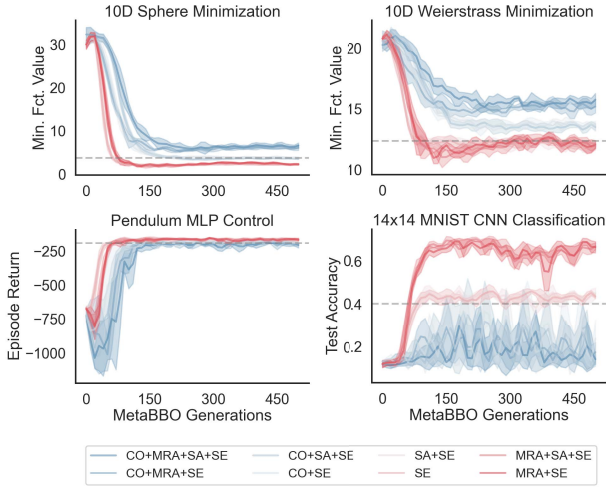 10D Sphere Minimization
10D Weierstrass Minimization
Min. Fct. Value
30
20
10
0
0 150 300 450
Min. Fct. Value
20
15
10
0 150 300 450
Pendulum MLP Control
14x14 MNIST CNN Classification
Episode Return
−250
−500
−750
−1000
0 150 300 450
MetaBBO Generations
Test Accuracy
0.6
0.4
0.2
0 150 300 450
MetaBBO Generations
CO+MRA+SA+SE CO+SA+SE SA+SE MRA+SA+SE
CO+MRA+SE CO+SE SE MRA+SE